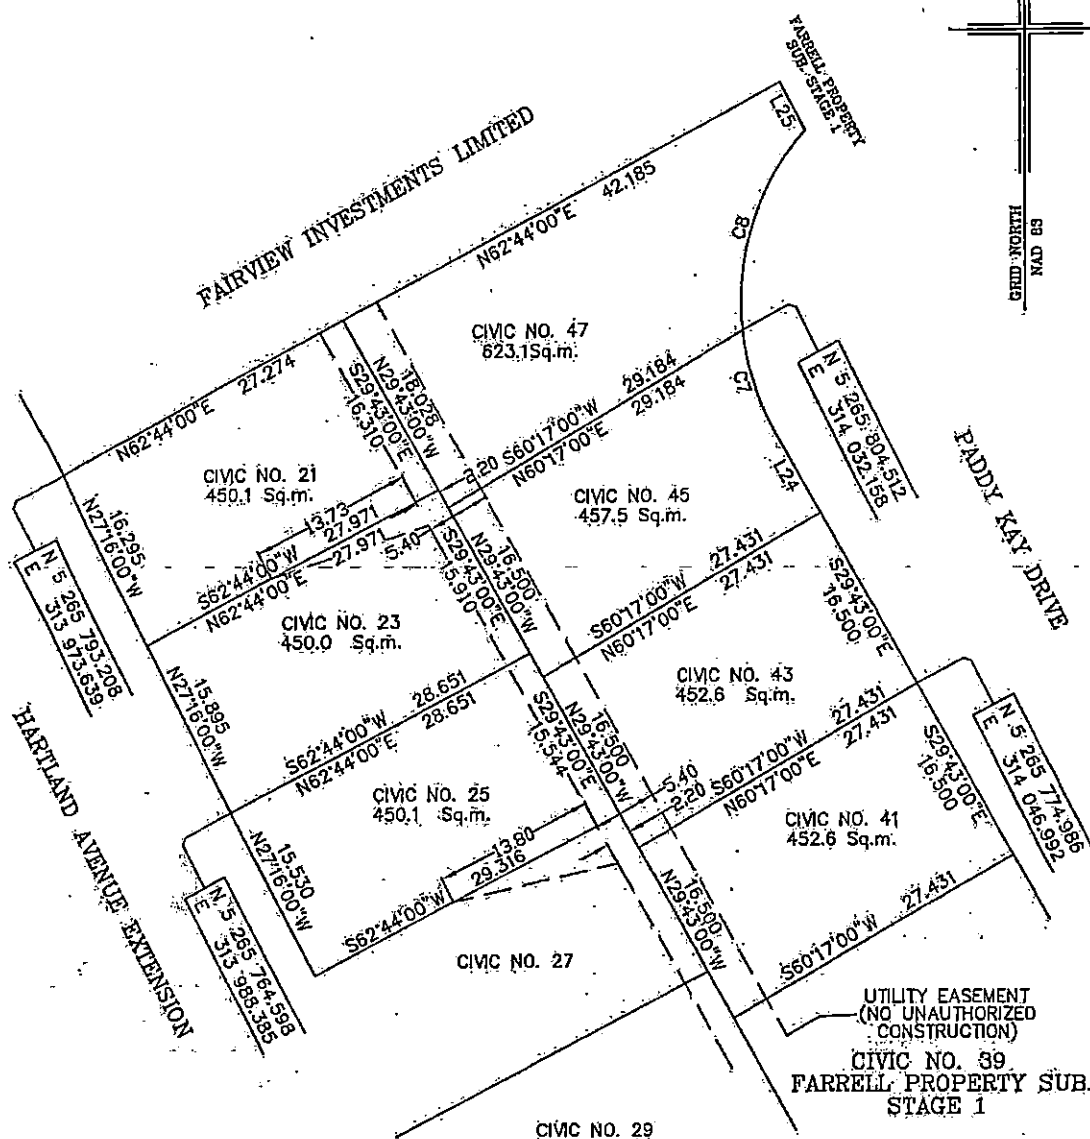 FARRELL PROPERTY
SUB. STAGE 1
L25
FAIRVIEW INVESTMENTS LIMITED
N62°44'00"E 42.185
C8
GRID NORTH
NAD 83
CIVIC NO. 47
623.1Sq.m.
N62°44'00"E 27.274
S29°43'00"E
16.310
18.028
N29°43'00"W
2.20 S60°17'00"W 29.184
N60°17'00"E 29.184
C7
L24
N 5 265 804.512
E 314 032.158
PADDY KAY DRIVE
CIVIC NO. 21
450.1 Sq.m.
16.295
N27°16'00"W
13.73
S62°44'00"W 27.971
N62°44'00"E 27.971
5.40
N 5 265 793.208
E 313 973.639
CIVIC NO. 45
457.5 Sq.m.
16.500
N29°43'00"W
S29°43'00"E
15.910
S60°17'00"W 27.431
N60°17'00"E 27.431
S29°43'00"E
16.500
CIVIC NO. 23
450.0 Sq.m.
15.895
N27°16'00"W
S62°44'00"W 28.651
N62°44'00"E 28.651
CIVIC NO. 43
452.6 Sq.m.
16.500
N29°43'00"W
S29°43'00"E
15.544
5.40
2.20 S60°17'00"W 27.431
N60°17'00"E 27.431
N 5 265 774.986
E 314 046.992
S29°43'00"E
16.500
HARTLAND AVENUE EXTENSION
CIVIC NO. 25
450.1 Sq.m.
15.530
N27°16'00"W
13.80
S62°44'00"W 29.316
N 5 265 764.598
E 313 985.385
CIVIC NO. 41
452.6 Sq.m.
16.500
N29°43'00"W
S60°17'00"W 27.431
CIVIC NO. 27
UTILITY EASEMENT
(NO UNAUTHORIZED
CONSTRUCTION)
CIVIC NO. 39
FARRELL PROPERTY SUB.
STAGE 1
CIVIC NO. 29